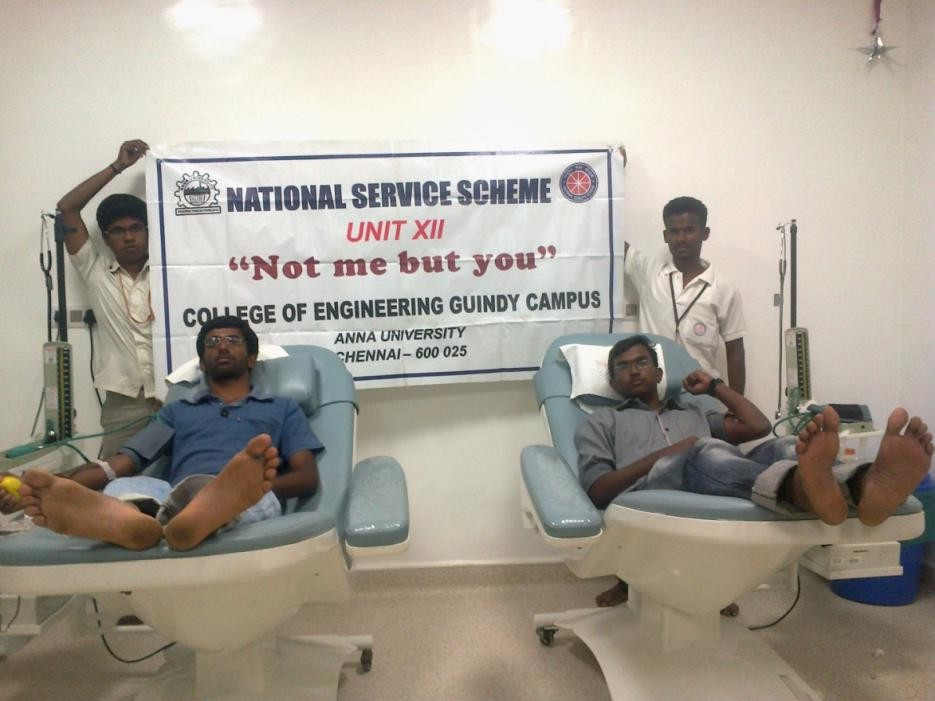 NATIONAL SERVICE SCHEME
UNIT XII
“Not me but you”
COLLEGE OF ENGINEERING GUINDY CAMPUS
ANNA UNIVERSITY
CHENNAI – 600 025